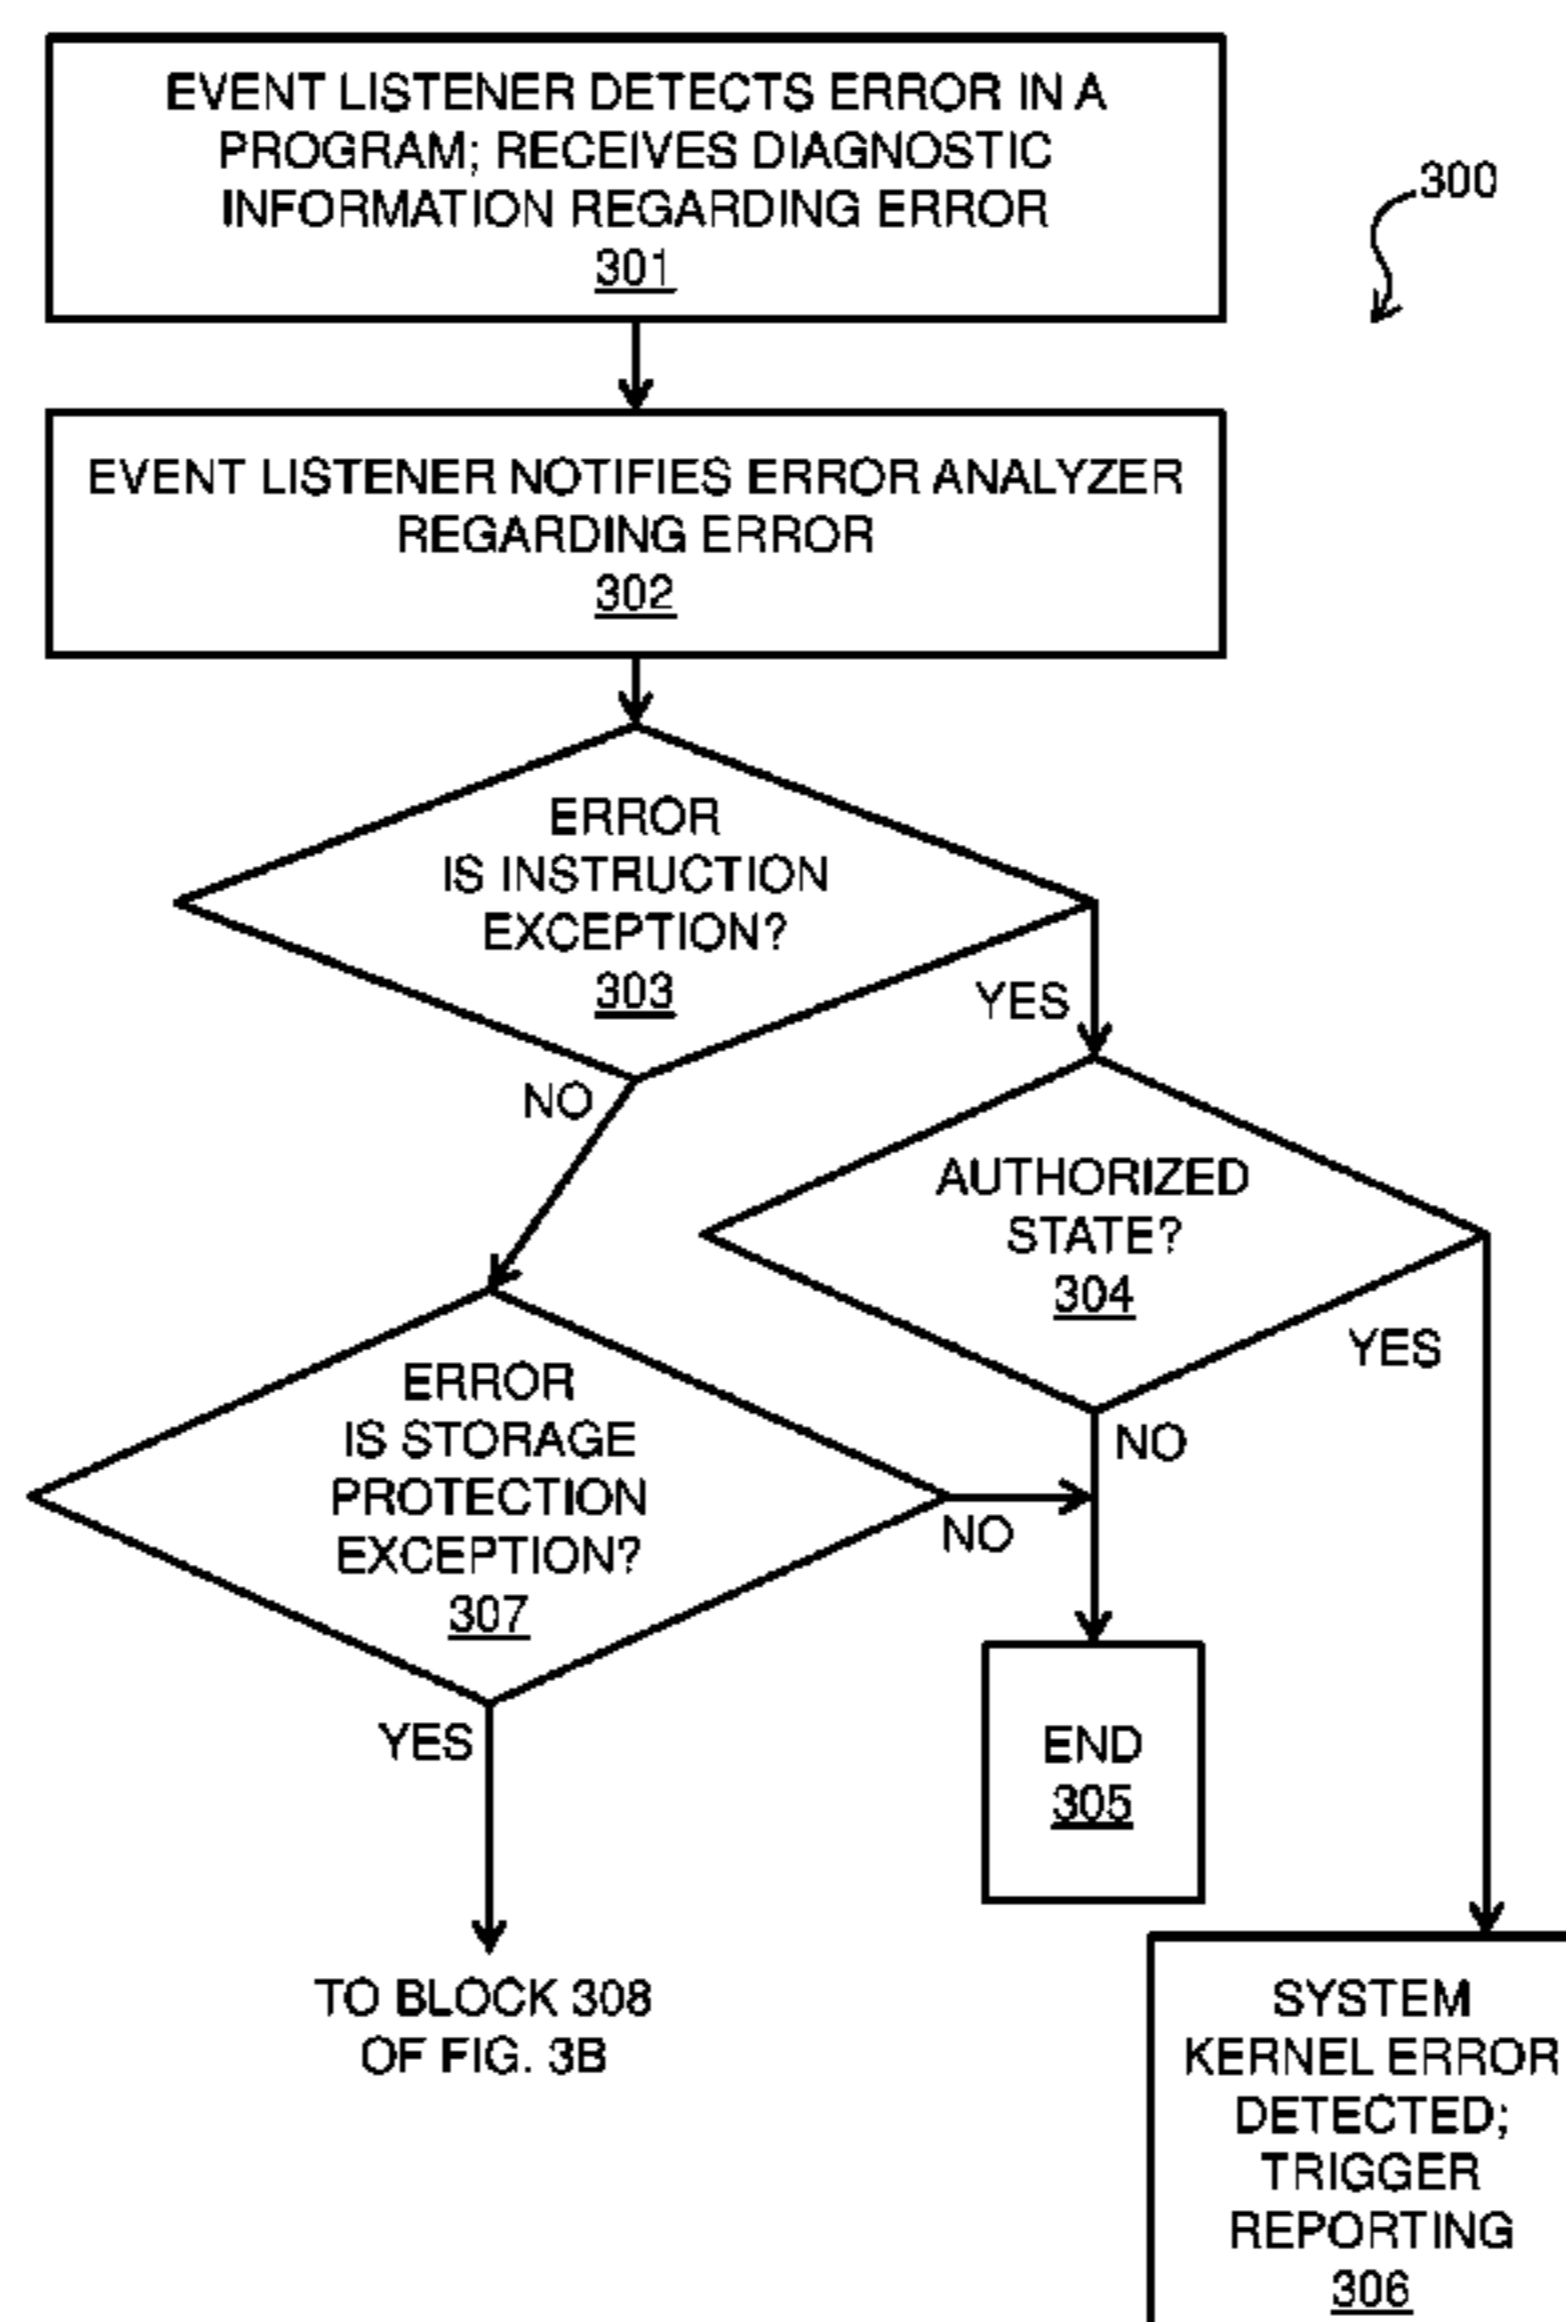 EVENT LISTENER DETECTS ERROR IN A
PROGRAM; RECEIVES DIAGNOSTIC
INFORMATION REGARDING ERROR
301
300
EVENT LISTENER NOTIFIES ERROR ANALYZER
REGARDING ERROR
302
ERROR
IS INSTRUCTION
EXCEPTION?
303
YES
NO
AUTHORIZED
STATE?
304
YES
NO
ERROR
IS STORAGE
PROTECTION
EXCEPTION?
307
NO
YES
END
305
TO BLOCK 308
OF FIG. 3B
SYSTEM
KERNEL ERROR
DETECTED;
TRIGGER
REPORTING
306